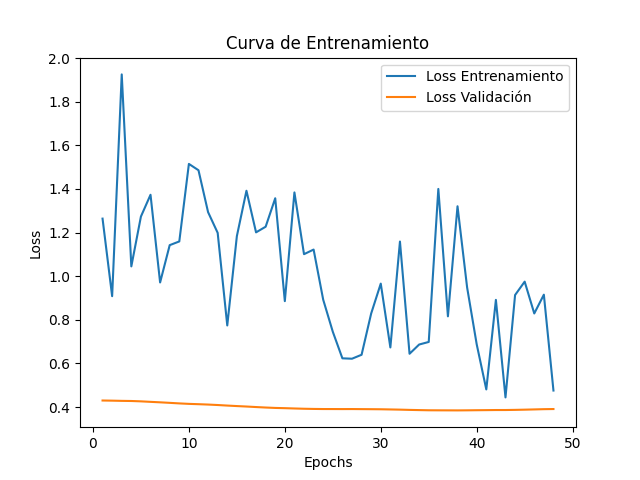 Curva de Entrenamiento
Loss Entrenamiento
Loss Validación
Loss
2.0
1.8
1.6
1.4
1.2
1.0
0.8
0.6
0.4
0 10 20 30 40 50
Epochs